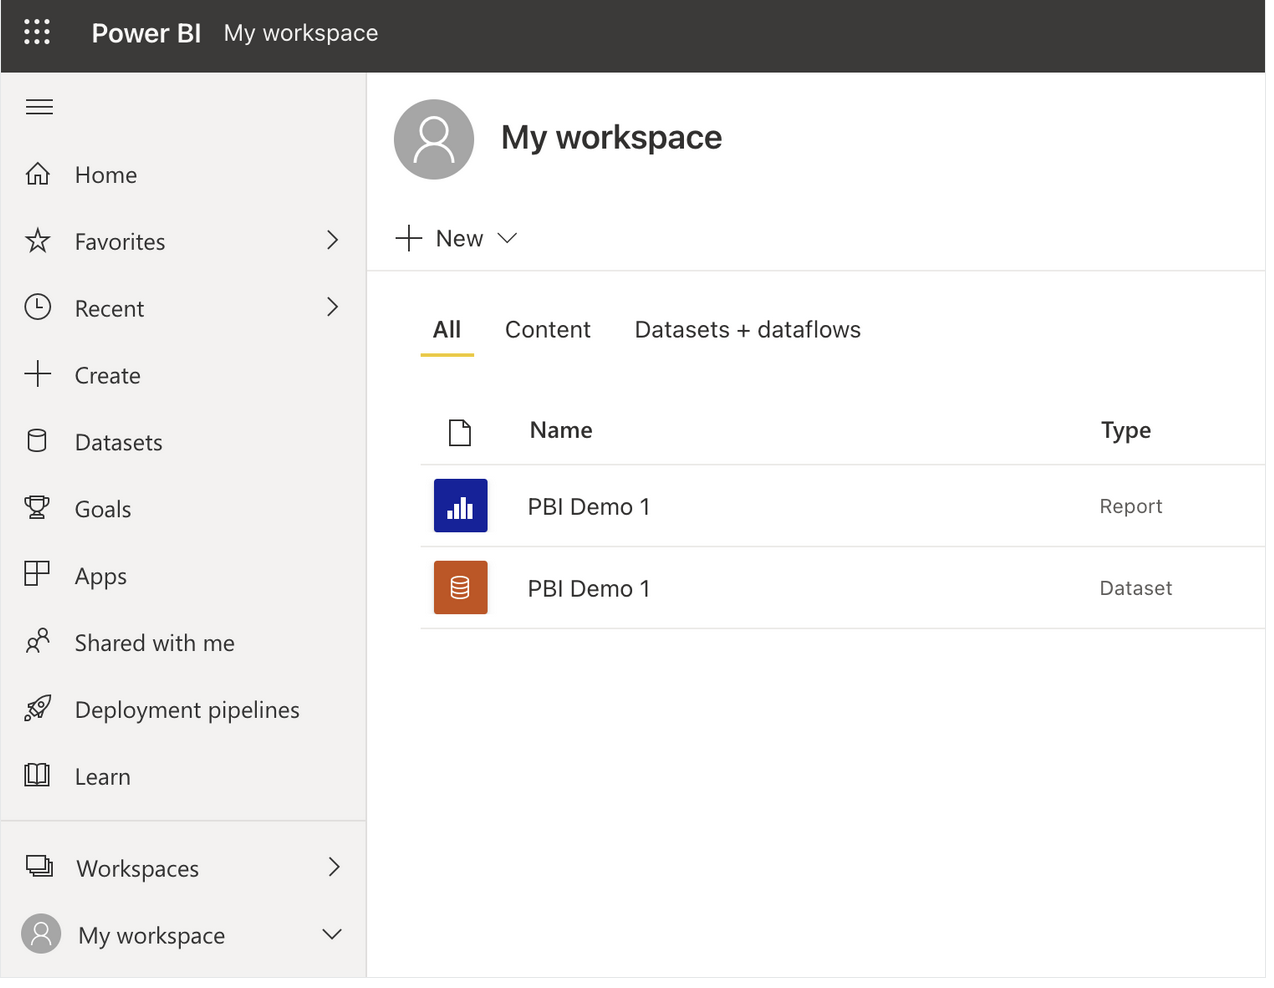 Power BI My workspace
Home
Favorites
Recent
Create
Datasets
Goals
Apps
Shared with me
Deployment pipelines
Learn
Workspaces
My workspace
My workspace
New
All Content Datasets + dataflows
Name Type
PBI Demo 1 Report
PBI Demo 1 Dataset